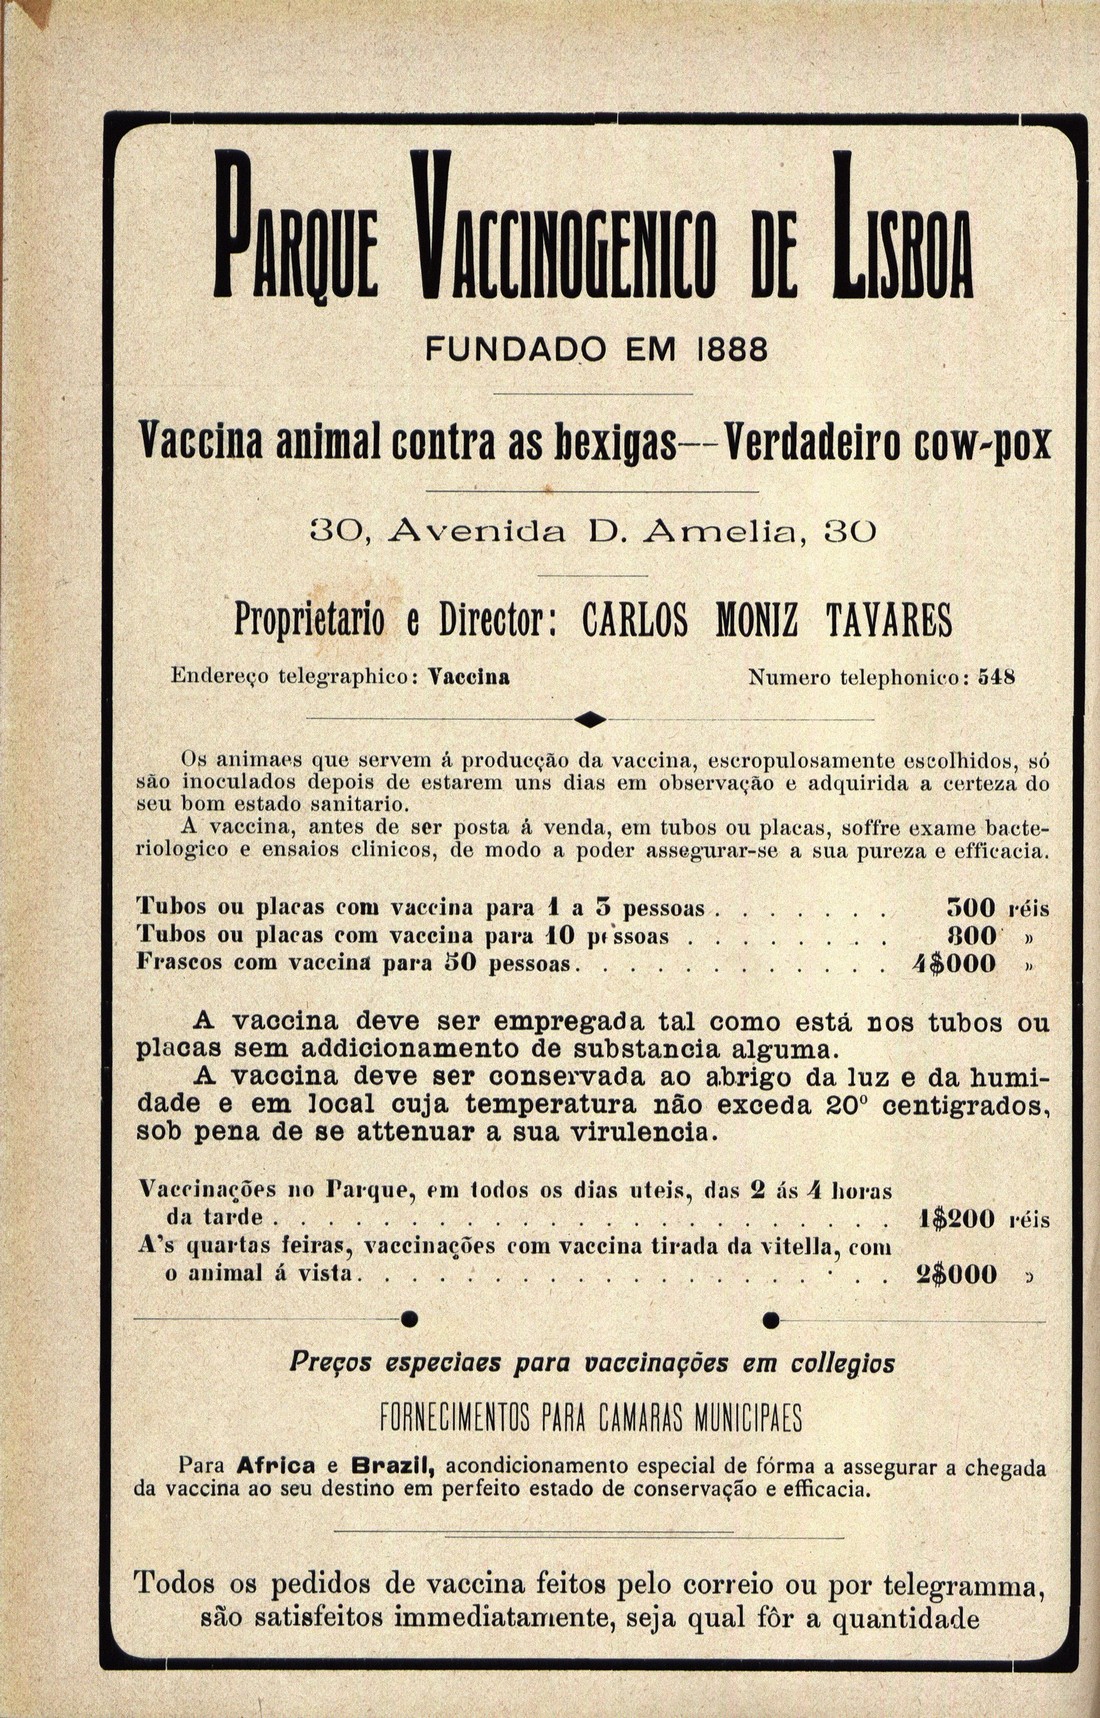 PARQUE VACCINOGENICO DE LISBOA
FUNDADO EM 1888
Vaccina animal contra as bexigas—Verdadeiro cow-pox
30, Avenida D. Amelia, 30
Proprietario e Director: CARLOS MONIZ TAVARES
Endereço telegraphico: Vaccina Numero telephonico: 548
Os animaes que servem á producção da vaccina, escropulosamente escolhidos, só
são inoculados depois de estarem uns dias em observação e adquirida a certeza do
seu bom estado sanitario.
A vaccina, antes de ser posta á venda, em tubos ou placas, soffre exame bacte-
riologico e ensaios clinicos, de modo a poder assegurar-se a sua pureza e efficacia.
Tubos ou placas com vaccina para 1 a 5 pessoas . . . . . . . 500 réis
Tubos ou placas com vaccina para 10 pessoas . . . . . . . . 800 »
Frascos com vaccina para 50 pessoas. . . . . . . . . . . . 4$000 »
A vaccina deve ser empregada tal como está nos tubos ou
placas sem addicionamento de substancia alguma.
A vaccina deve ser conservada ao abrigo da luz e da humi-
dade e em local cuja temperatura não exceda 20º centigrados,
sob pena de se attenuar a sua virulencia.
Vaccinações no Parque, em todos os dias uteis, das 2 ás 4 horas
da tarde . . . . . . . . . . . . . . . . . . . . . . . 1$200 réis
A's quartas feiras, vaccinações com vaccina tirada da vitella, com
o animal á vista. . . . . . . . . . . . . . . . . . . . 2$000 »
Preços especiaes para vaccinações em collegios
FORNECIMENTOS PARA CAMARAS MUNICIPAES
Para Africa e Brazil, acondicionamento especial de fórma a assegurar a chegada
da vaccina ao seu destino em perfeito estado de conservação e efficacia.
Todos os pedidos de vaccina feitos pelo correio ou por telegramma,
são satisfeitos immediatamente, seja qual fôr a quantidade